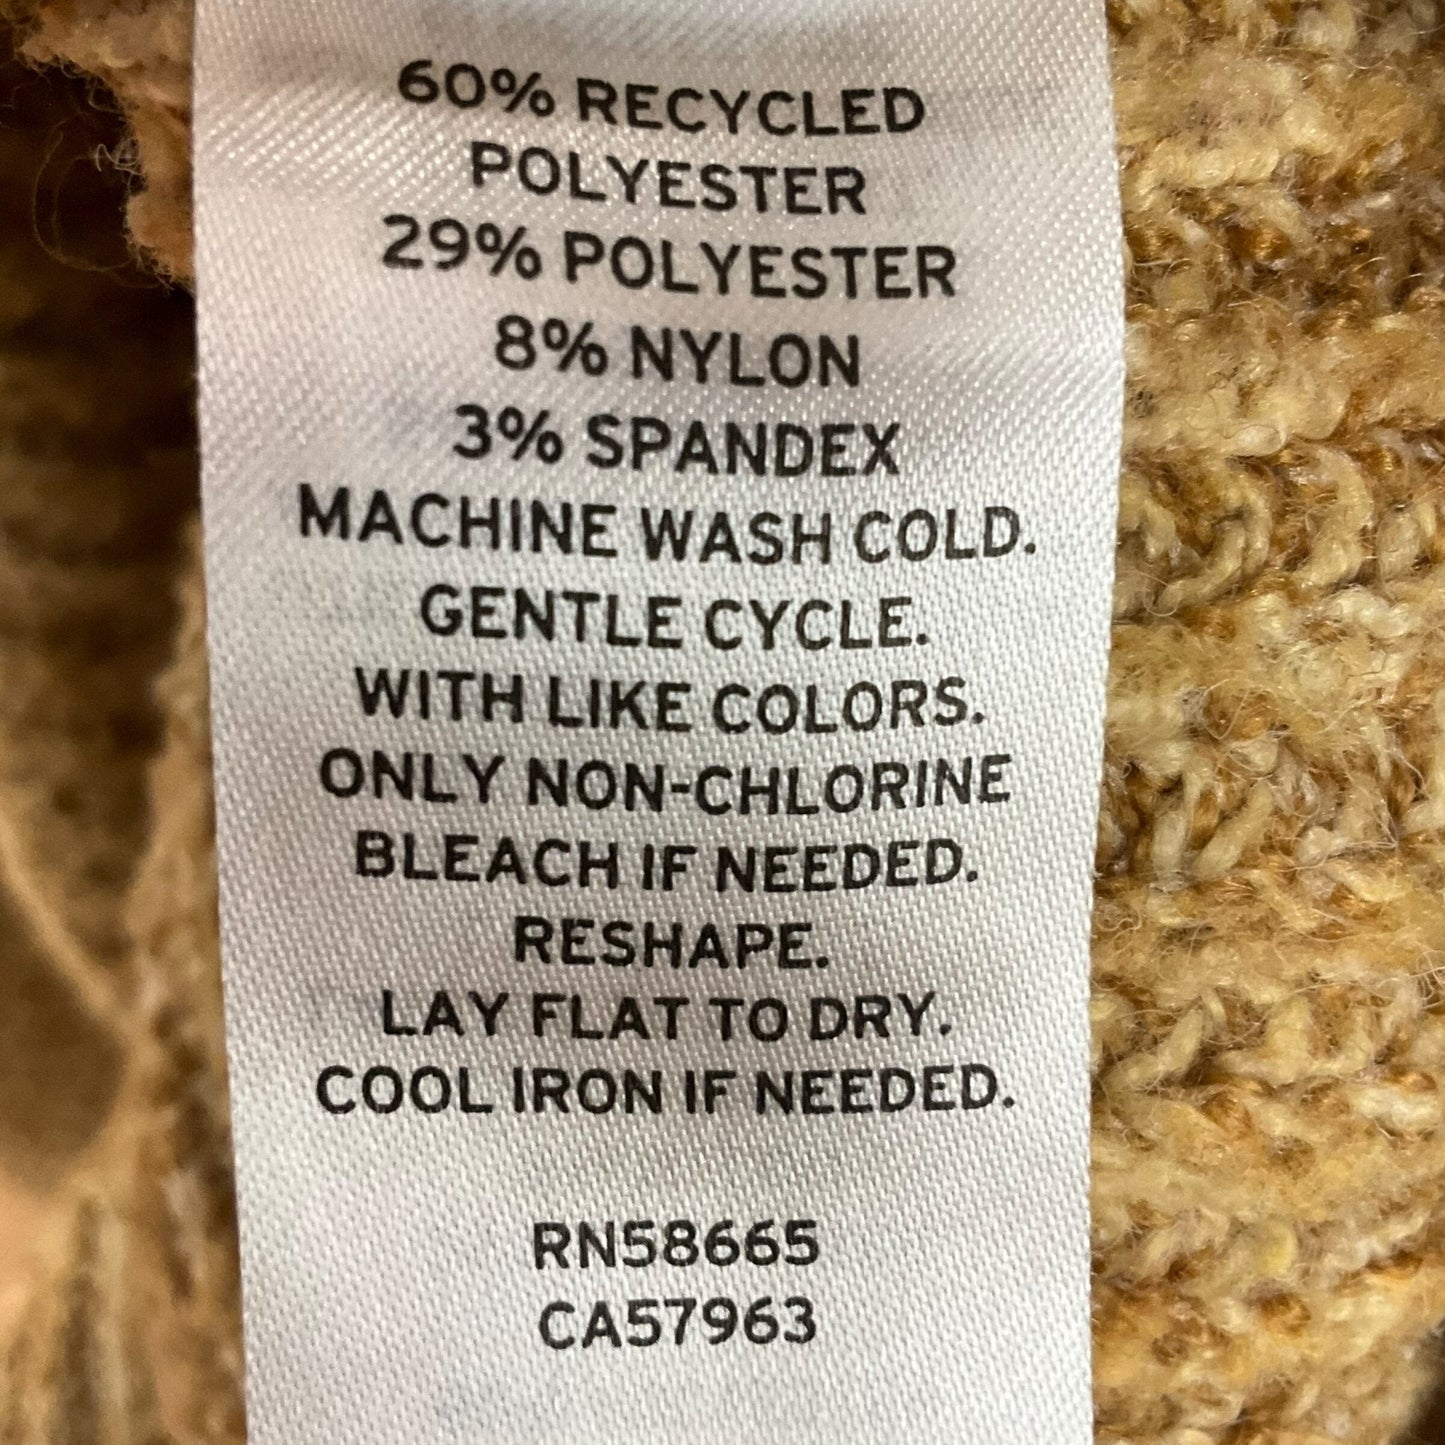 60% RECYCLED
POLYESTER
29% POLYESTER
8% NYLON
3% SPANDEX
MACHINE WASH COLD.
GENTLE CYCLE.
WITH LIKE COLORS.
ONLY NON-CHLORINE
BLEACH IF NEEDED.
RESHAPE.
LAY FLAT TO DRY.
COOL IRON IF NEEDED.
RN58665
CA57963